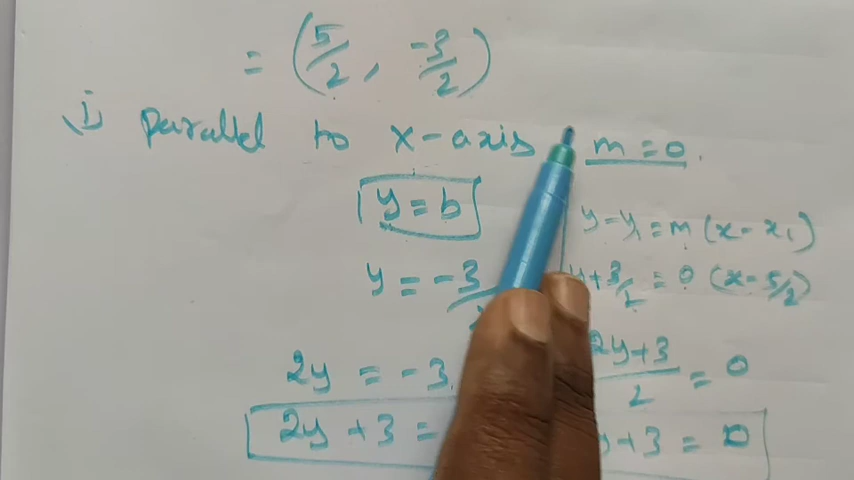 = (5/2, -3/2)
i) parallel to x-axis m = 0.
y = b
y - y₁ = m(x - x₁)
y = -3/
y + 3/2 = 0 (x - 5/2)
2y = -3
2y+3/2 = 0
2y + 3 =
y + 3 = 0